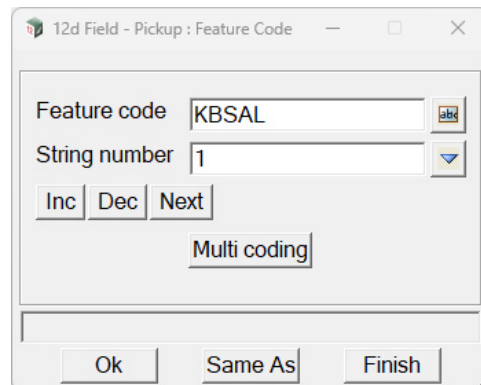 12d Field - Pickup : Feature Code
Feature code KBSAL abc
String number 1
Inc Dec Next
Multi coding
Ok Same As Finish